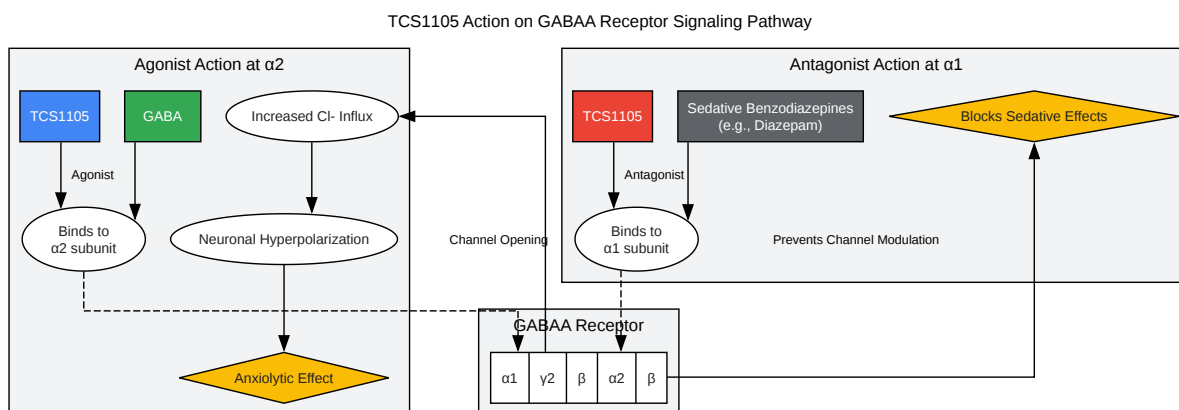 TCS1105 Action on GABAA Receptor Signaling Pathway
Agonist Action at α2
TCS1105
GABA
Increased Cl- Influx
Agonist
Binds to
α2 subunit
Neuronal Hyperpolarization
Anxiolytic Effect
Channel Opening
Antagonist Action at α1
TCS1105
Sedative Benzodiazepines
(e.g., Diazepam)
Blocks Sedative Effects
Antagonist
Binds to
α1 subunit
Prevents Channel Modulation
GABAA Receptor
α1
γ2
β
α2
β